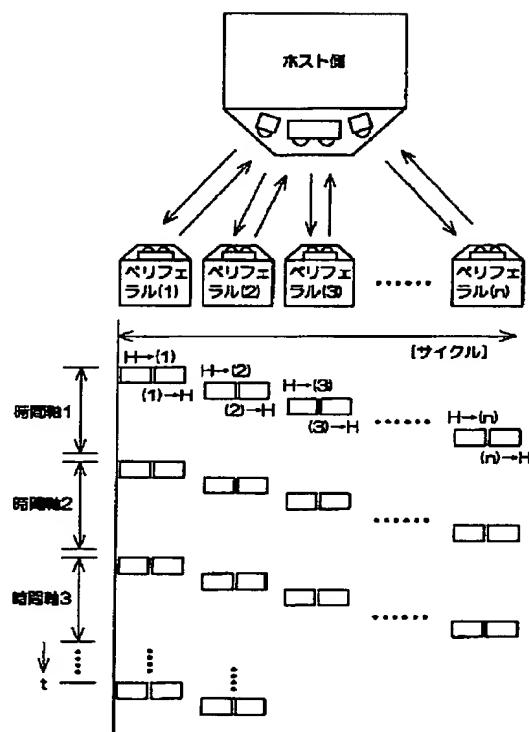 ホスト側
ペリフェ
ラル(1)
ペリフェ
ラル(2)
ペリフェ
ラル(3)
......
ペリフェ
ラル(n)
[サイクル]
H→(1)
(1)→H
H→(2)
(2)→H
H→(3)
(3)→H
......
H→(n)
(n)→H
時間軸1
時間軸2
......
時間軸3
......
t